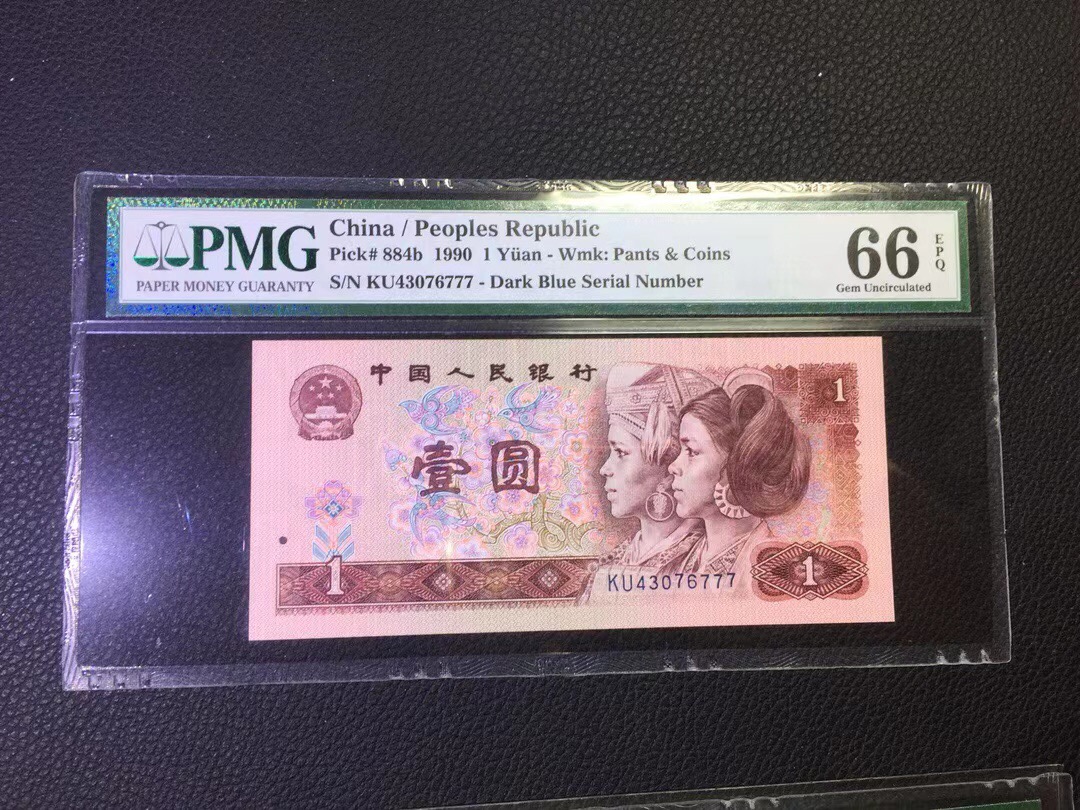 PMG
PAPER MONEY GUARANTY
China / Peoples Republic
Pick# 884b 1990 1 Yüan - Wmk: Pants & Coins
S/N KU43076777 - Dark Blue Serial Number
66
EPQ
Gem Uncirculated
中国人民银行
1
壹圆
1
KU43076777
1